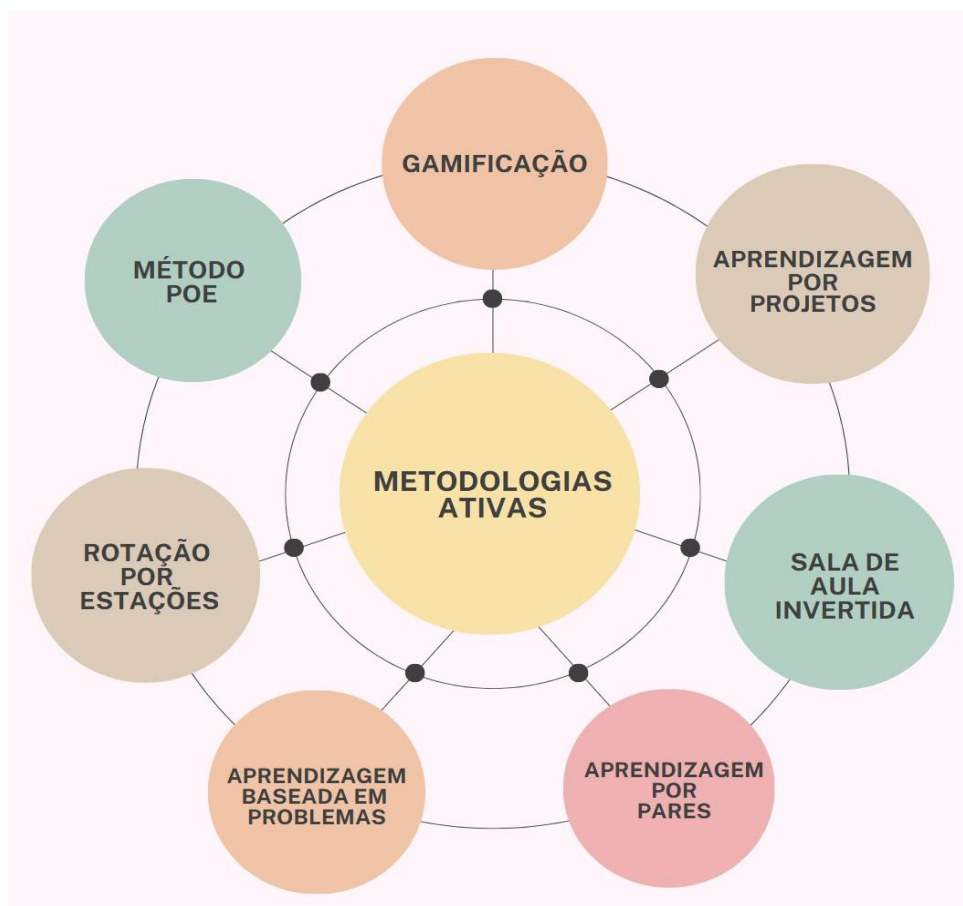 GAMIFICAÇÃO
APRENDIZAGEM
POR
PROJETOS
SALA DE
AULA
INVERTIDA
APRENDIZAGEM
POR
PARES
APRENDIZAGEM
BASEADA EM
PROBLEMAS
ROTAÇÃO
POR
ESTAÇÕES
MÉTODO
POE
METODOLOGIAS
ATIVAS